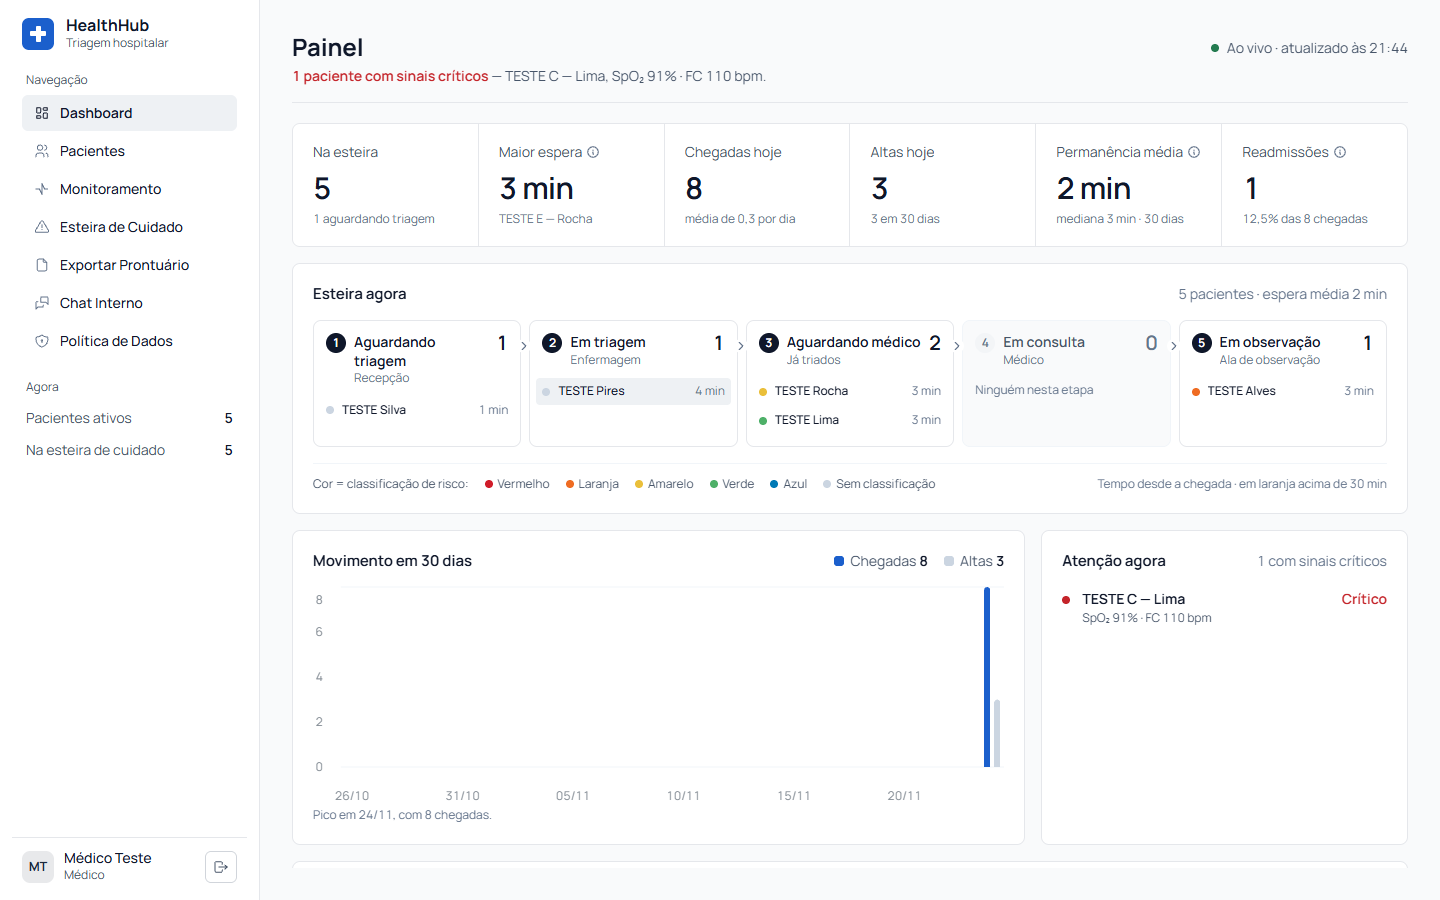 HealthHub
Triagem hospitalar
Navegação
Dashboard
Pacientes
Monitoramento
Esteira de Cuidado
Exportar Prontuário
Chat Interno
Política de Dados
Agora
Pacientes ativos 5
Na esteira de cuidado 5
MT
Médico Teste
Médico
Painel
Ao vivo · atualizado às 21:44
1 paciente com sinais críticos — TESTE C — Lima, SpO₂ 91% · FC 110 bpm.
Na esteira
5
1 aguardando triagem
Maior espera
3 min
TESTE E — Rocha
Chegadas hoje
8
média de 0,3 por dia
Altas hoje
3
3 em 30 dias
Permanência média
2 min
mediana 3 min · 30 dias
Readmissões
1
12,5% das 8 chegadas
Esteira agora
5 pacientes · espera média 2 min
1 Aguardando triagem 1
Recepção
TESTE Silva 1 min
2 Em triagem 1
Enfermagem
TESTE Pires 4 min
3 Aguardando médico 2
Já triados
TESTE Rocha 3 min
TESTE Lima 3 min
4 Em consulta 0
Médico
Ninguém nesta etapa
5 Em observação 1
Ala de observação
TESTE Alves 3 min
Cor = classificação de risco: Vermelho Laranja Amarelo Verde Azul Sem classificação
Tempo desde a chegada · em laranja acima de 30 min
Movimento em 30 dias
Chegadas 8 Altas 3
8
6
4
2
0
26/10 31/10 05/11 10/11 15/11 20/11
Pico em 24/11, com 8 chegadas.
Atenção agora
1 com sinais críticos
TESTE C — Lima Crítico
SpO₂ 91% · FC 110 bpm